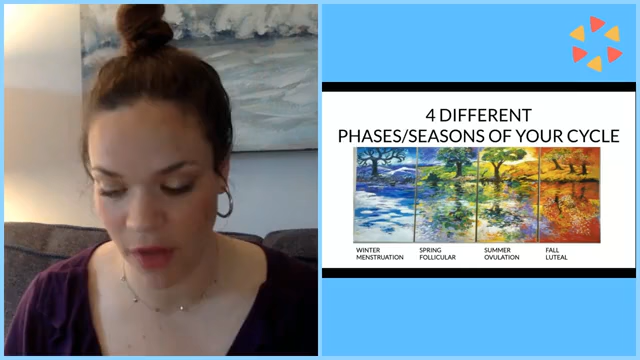 4 DIFFERENT
PHASES/SEASONS OF YOUR CYCLE
WINTER
MENSTRUATION
SPRING
FOLLICULAR
SUMMER
OVULATION
FALL
LUTEAL